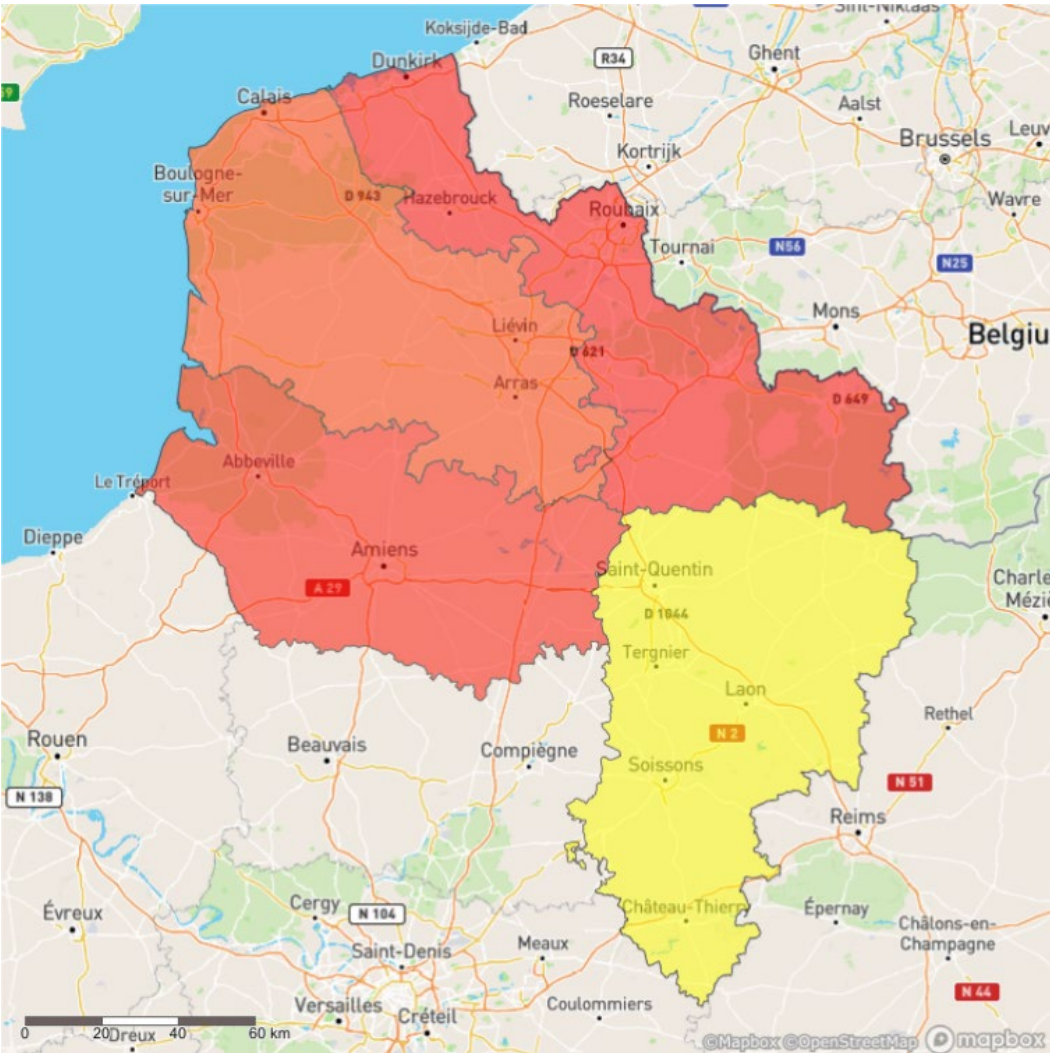 Sint-Niklaas
Koksijde-Bad
Dunkirk
R34
Ghent
59
Calais
Roeselare
Aalst
Brussels
Leuv
Kortrijk
Boulogne-
sur-Mer
D 943
Hazebrouck
Roubaix
Wavre
Tournai
N56
N25
Liévin
Mons
Belgiu
D 621
Arras
D 649
Abbeville
Le Tréport
Dieppe
Amiens
A 29
Saint-Quentin
Charle
Méziè
D 1044
Tergnier
Laon
Rethel
Rouen
Beauvais
Compiègne
N 2
Soissons
N 51
N 138
Reims
Évreux
Cergy
N 104
Château-Thierry
Épernay
Châlons-en-
Champagne
Saint-Denis
Meaux
N 44
Versailles
Créteil
Coulommiers
0 20 40 60 km
Dreux
©Mapbox ©OpenStreetMap mapbox